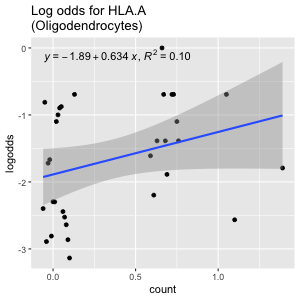 Log odds for HLA.A
(Oligodendrocytes)
y = −1.89 + 0.634 x, R² = 0.10
0
-1
-2
-3
logodds
0.0 0.5 1.0
count